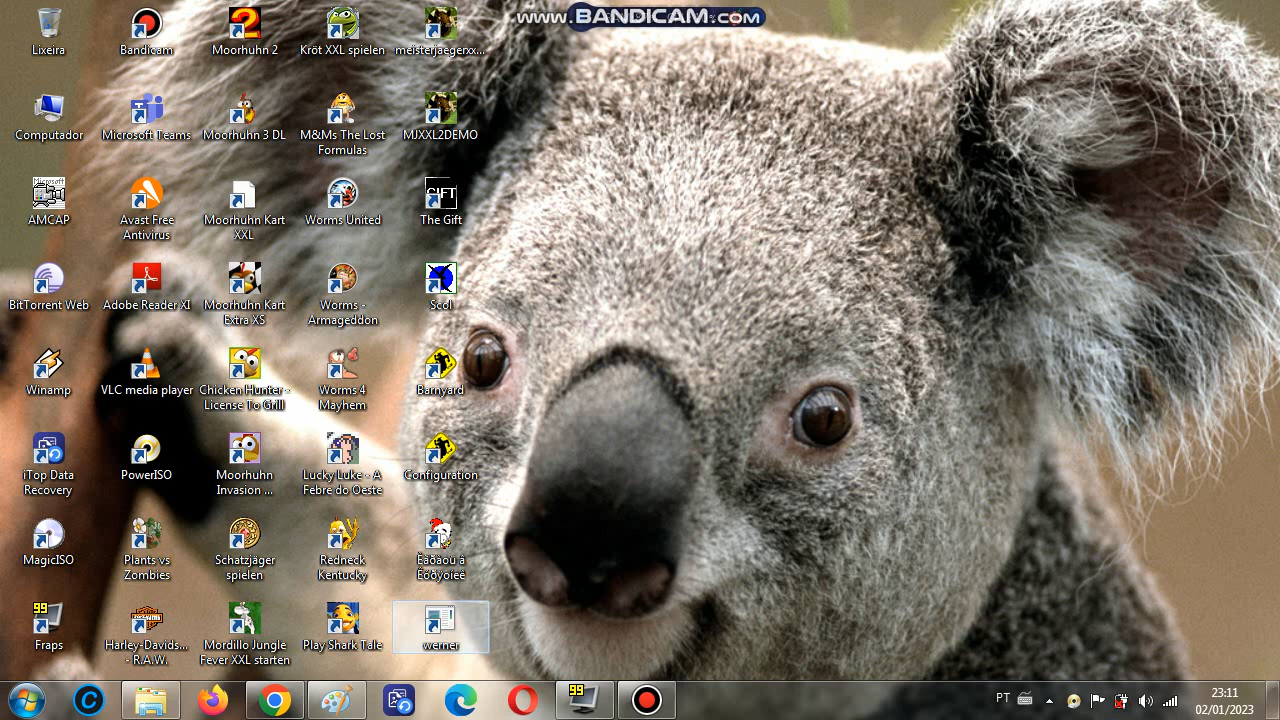 www.BANDICAM.com
Lixeira
Bandicam
Moorhuhn 2
Kröt XXL spielen
meisterjaegerxx...
Computador
Microsoft Teams
Moorhuhn 3 DL
M&Ms The Lost
Formulas
MJXXL2DEMO
Microsoft
AMCAP
Avast Free
Antivirus
Moorhuhn Kart
XXL
Worms United
GIFT
The Gift
BitTorrent Web
Adobe Reader XI
Moorhuhn Kart
Extra XS
Worms -
Armageddon
Scol
Winamp
VLC media player
Chicken Hunter -
License To Grill
Worms 4
Mayhem
Barnyard
iTop Data
Recovery
PowerISO
Moorhuhn
Invasion ...
Lucky Luke - A
Febre do Oeste
Configuration
MagicISO
Plants vs
Zombies
Schatzjäger
spielen
Redneck
Kentucky
99
Fraps
Harley-Davids...
- R.A.W.
Mordillo Jungle
Fever XXL starten
Play Shark Tale
werner
99
PT
23:11
02/01/2023